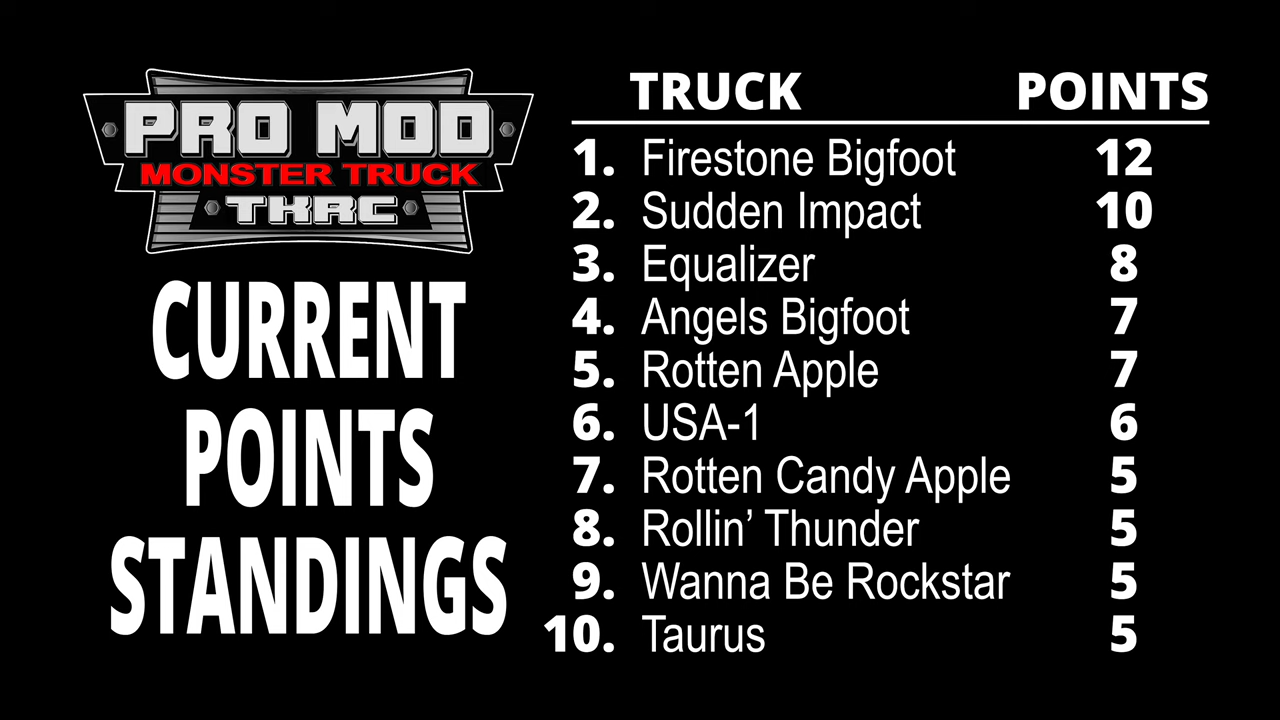 PRO MOD
MONSTER TRUCK
TKRC
CURRENT
POINTS
STANDINGS
TRUCK POINTS
1. Firestone Bigfoot 12
2. Sudden Impact 10
3. Equalizer 8
4. Angels Bigfoot 7
5. Rotten Apple 7
6. USA-1 6
7. Rotten Candy Apple 5
8. Rollin’ Thunder 5
9. Wanna Be Rockstar 5
10. Taurus 5